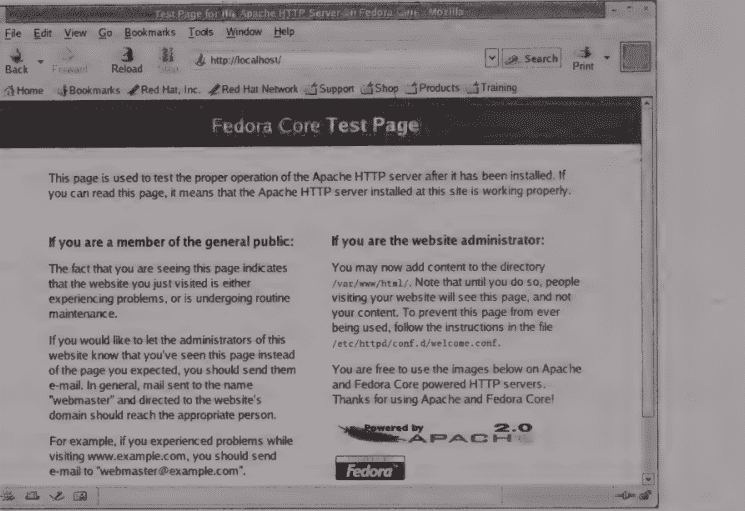 Test Page for the Apache HTTP Server on Fedora Core - Mozilla
File Edit View Go Bookmarks Tools Window Help
Back Forward Reload Stop http://localhost/ Search Print
Home Bookmarks Red Hat, Inc. Red Hat Network Support Shop Products Training
Fedora Core Test Page
This page is used to test the proper operation of the Apache HTTP server after it has been installed. If
you can read this page, it means that the Apache HTTP server installed at this site is working properly.
If you are a member of the general public:
The fact that you are seeing this page indicates
that the website you just visited is either
experiencing problems, or is undergoing routine
maintenance.
If you would like to let the administrators of this
website know that you've seen this page instead
of the page you expected, you should send them
e-mail. In general, mail sent to the name
"webmaster" and directed to the website's
domain should reach the appropriate person.
For example, if you experienced problems while
visiting www.example.com, you should send
e-mail to "webmaster@example.com".
If you are the website administrator:
You may now add content to the directory
/var/www/html/. Note that until you do so, people
visiting your website will see this page, and not
your content. To prevent this page from ever
being used, follow the instructions in the file
/etc/httpd/conf.d/welcome.conf.
You are free to use the images below on Apache
and Fedora Core powered HTTP servers.
Thanks for using Apache and Fedora Core!
Powered by
APACHE 2.0
Fedora